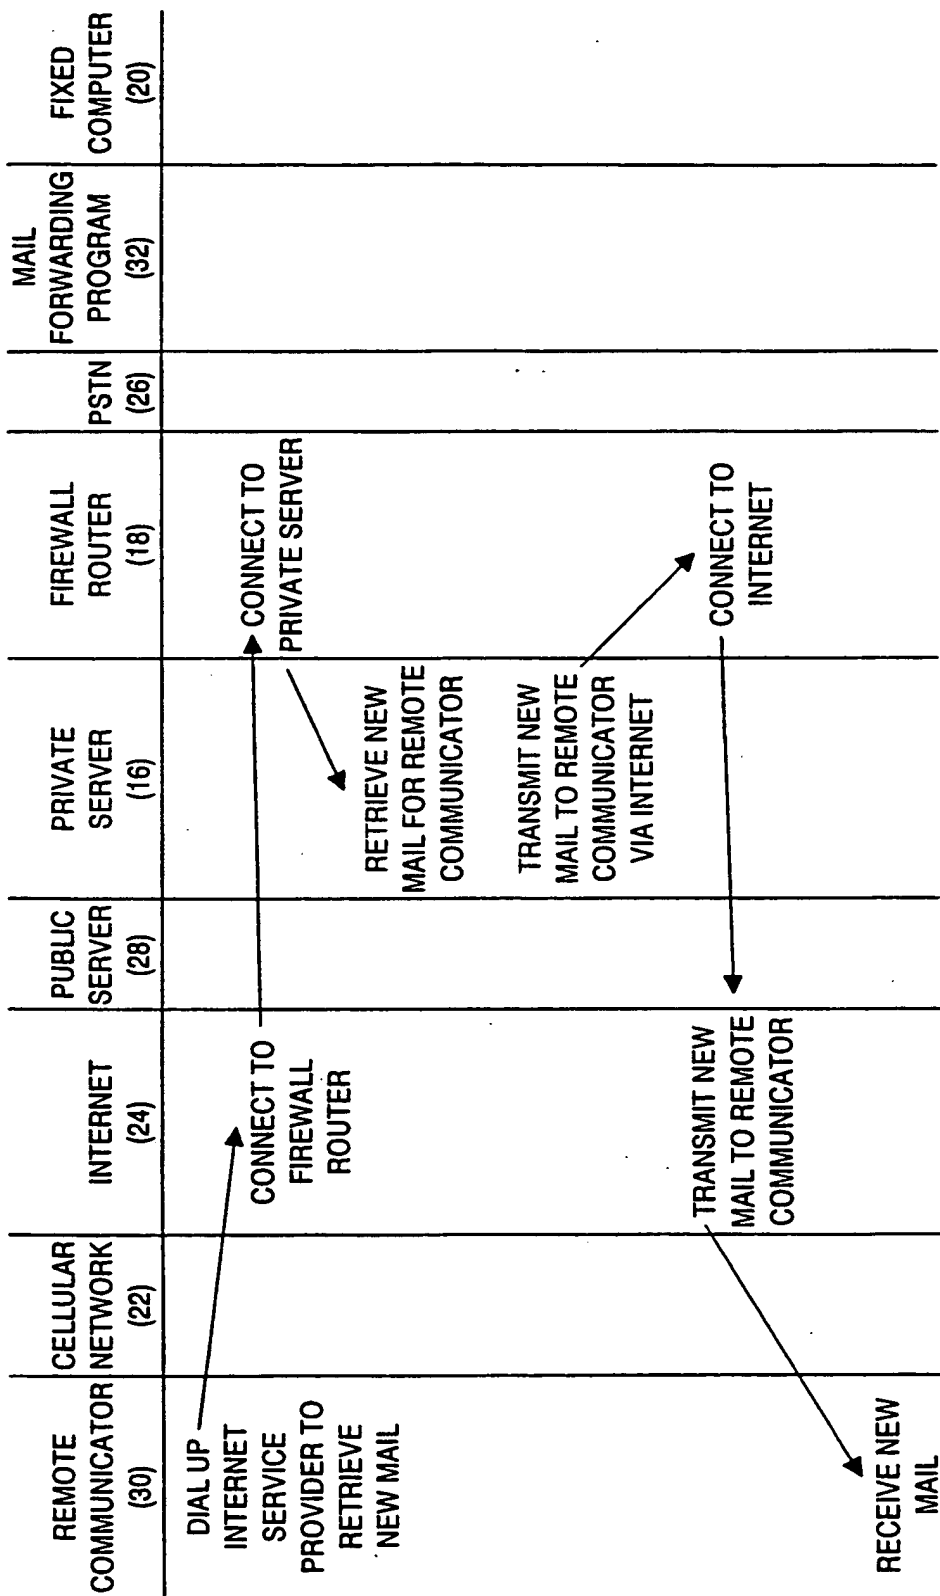 REMOTE
COMMUNICATOR
(30)
CELLULAR
NETWORK
(22)
INTERNET
(24)
PUBLIC
SERVER
(28)
PRIVATE
SERVER
(16)
FIREWALL
ROUTER
(18)
PSTN
(26)
MAIL
FORWARDING
PROGRAM
(32)
FIXED
COMPUTER
(20)
DIAL UP
INTERNET
SERVICE
PROVIDER TO
RETRIEVE
NEW MAIL
CONNECT TO
FIREWALL
ROUTER
CONNECT TO
PRIVATE SERVER
RETRIEVE NEW
MAIL FOR REMOTE
COMMUNICATOR
TRANSMIT NEW
MAIL TO REMOTE
COMMUNICATOR
VIA INTERNET
CONNECT TO
INTERNET
TRANSMIT NEW
MAIL TO REMOTE
COMMUNICATOR
RECEIVE NEW
MAIL